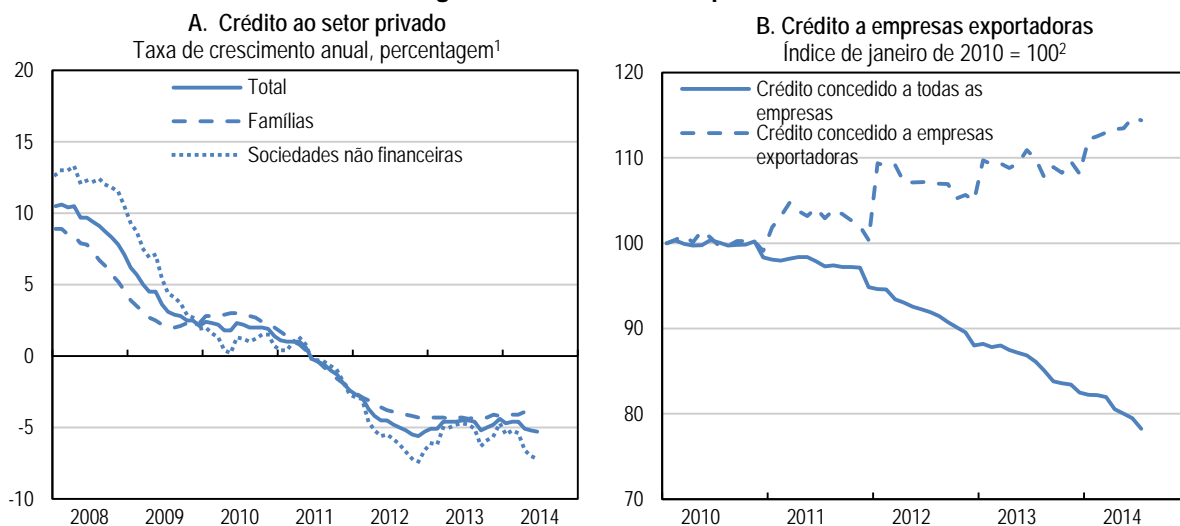 A. Crédito ao setor privado
Taxa de crescimento anual, percentagem¹
20
15
10
5
0
-5
-10
Total
Famílias
Sociedades não financeiras
2008 2009 2010 2011 2012 2013 2014
B. Crédito a empresas exportadoras
Índice de janeiro de 2010 = 100²
120
110
100
90
80
70
Crédito concedido a todas as
empresas
Crédito concedido a empresas
exportadoras
2010 2011 2012 2013 2014